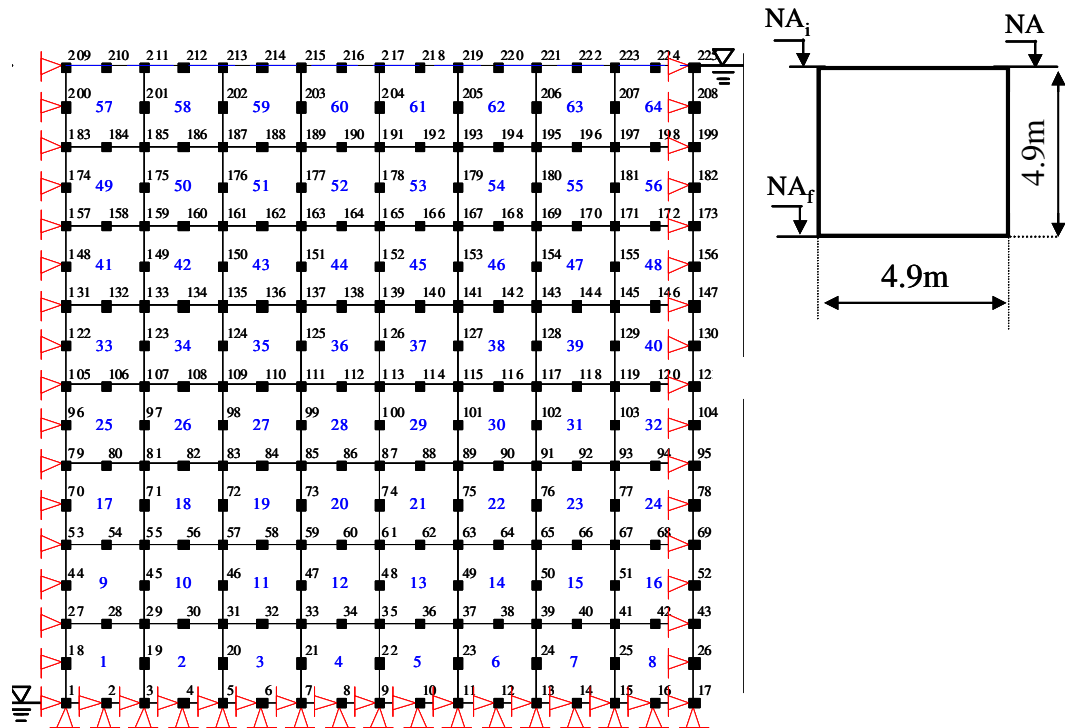 NAi
NA
209 210 211 212 213 214 215 216 217 218 219 220 221 222 223 224 225
200 201 202 203 204 205 206 207 208
57 58 59 60 61 62 63 64
183 184 185 186 187 188 189 190 191 192 193 194 195 196 197 198 199
174 175 176 177 178 179 180 181 182
49 50 51 52 53 54 55 56
157 158 159 160 161 162 163 164 165 166 167 168 169 170 171 172 173
148 149 150 151 152 153 154 155 156
41 42 43 44 45 46 47 48
131 132 133 134 135 136 137 138 139 140 141 142 143 144 145 146 147
122 123 124 125 126 127 128 129 130
33 34 35 36 37 38 39 40
105 106 107 108 109 110 111 112 113 114 115 116 117 118 119 120 12
96 97 98 99 100 101 102 103 104
25 26 27 28 29 30 31 32
79 80 81 82 83 84 85 86 87 88 89 90 91 92 93 94 95
70 71 72 73 74 75 76 77 78
17 18 19 20 21 22 23 24
53 54 55 56 57 58 59 60 61 62 63 64 65 66 67 68 69
44 45 46 47 48 49 50 51 52
9 10 11 12 13 14 15 16
27 28 29 30 31 32 33 34 35 36 37 38 39 40 41 42 43
18 19 20 21 22 23 24 25 26
1 2 3 4 5 6 7 8
1 2 3 4 5 6 7 8 9 10 11 12 13 14 15 16 17
4.9m
NAf
4.9m